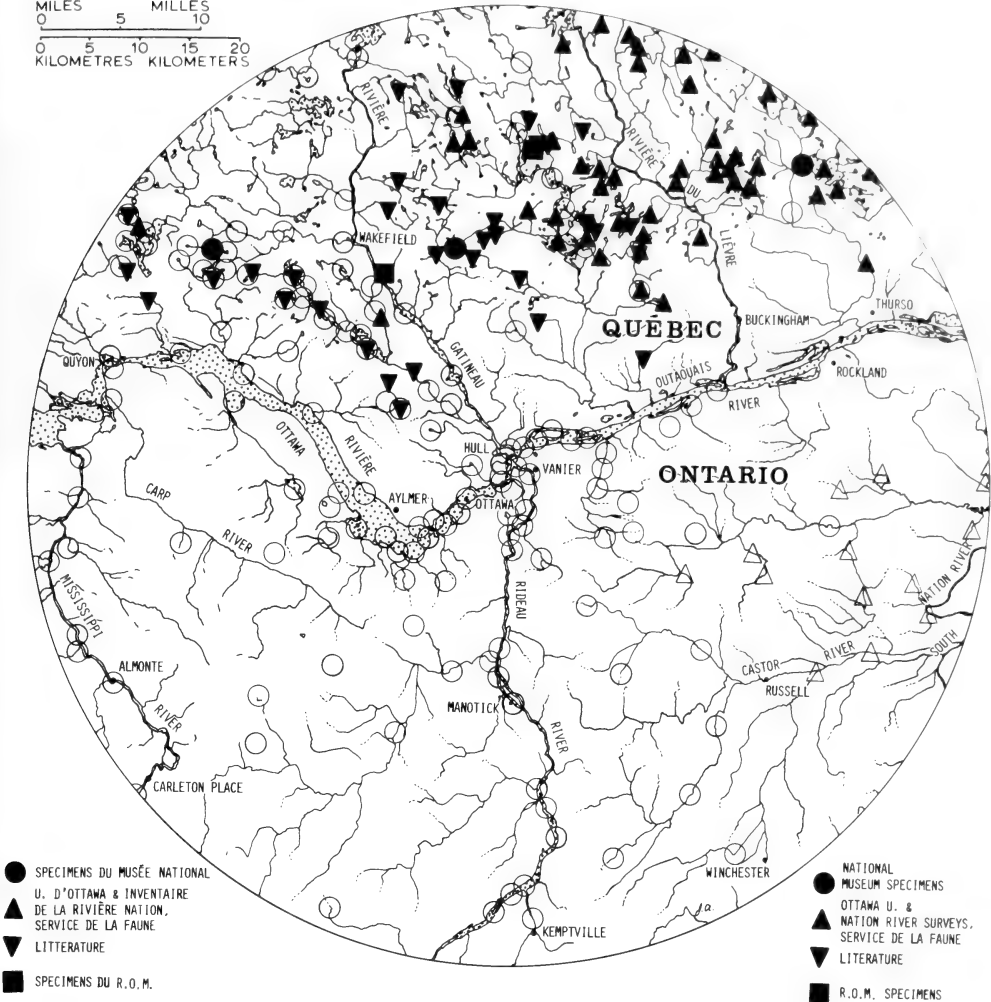 MILES MILLES
0 5 10
0 5 10 15 20
KILOMETRES KILOMETERS
RIVIÈRE
RIVIÈRE
DU
LIÈVRE
WAKEFIELD
GATINEAU
QUÉBEC
BUCKINGHAM
THURSO
QUYON
OUTAOUAIS
RIVER
ROCKLAND
OTTAWA
RIVIÈRE
HULL
VANIER
ONTARIO
CARP
RIVER
AYLMER
OTTAWA
MISSISSIPPI
RIVER
RIDEAU
RIVER
NATION RIVER
SOUTH
ALMONTE
CASTOR
RIVER
RUSSELL
MANOTICK
CARLETON PLACE
WINCHESTER
KEMPTVILLE
j.a.
SPECIMENS DU MUSÉE NATIONAL
U. D'OTTAWA & INVENTAIRE
DE LA RIVIÈRE NATION,
SERVICE DE LA FAUNE
LITTERATURE
SPECIMENS DU R.O.M.
NATIONAL
MUSEUM SPECIMENS
OTTAWA U. &
NATION RIVER SURVEYS,
SERVICE DE LA FAUNE
LITERATURE
R.O.M. SPECIMENS